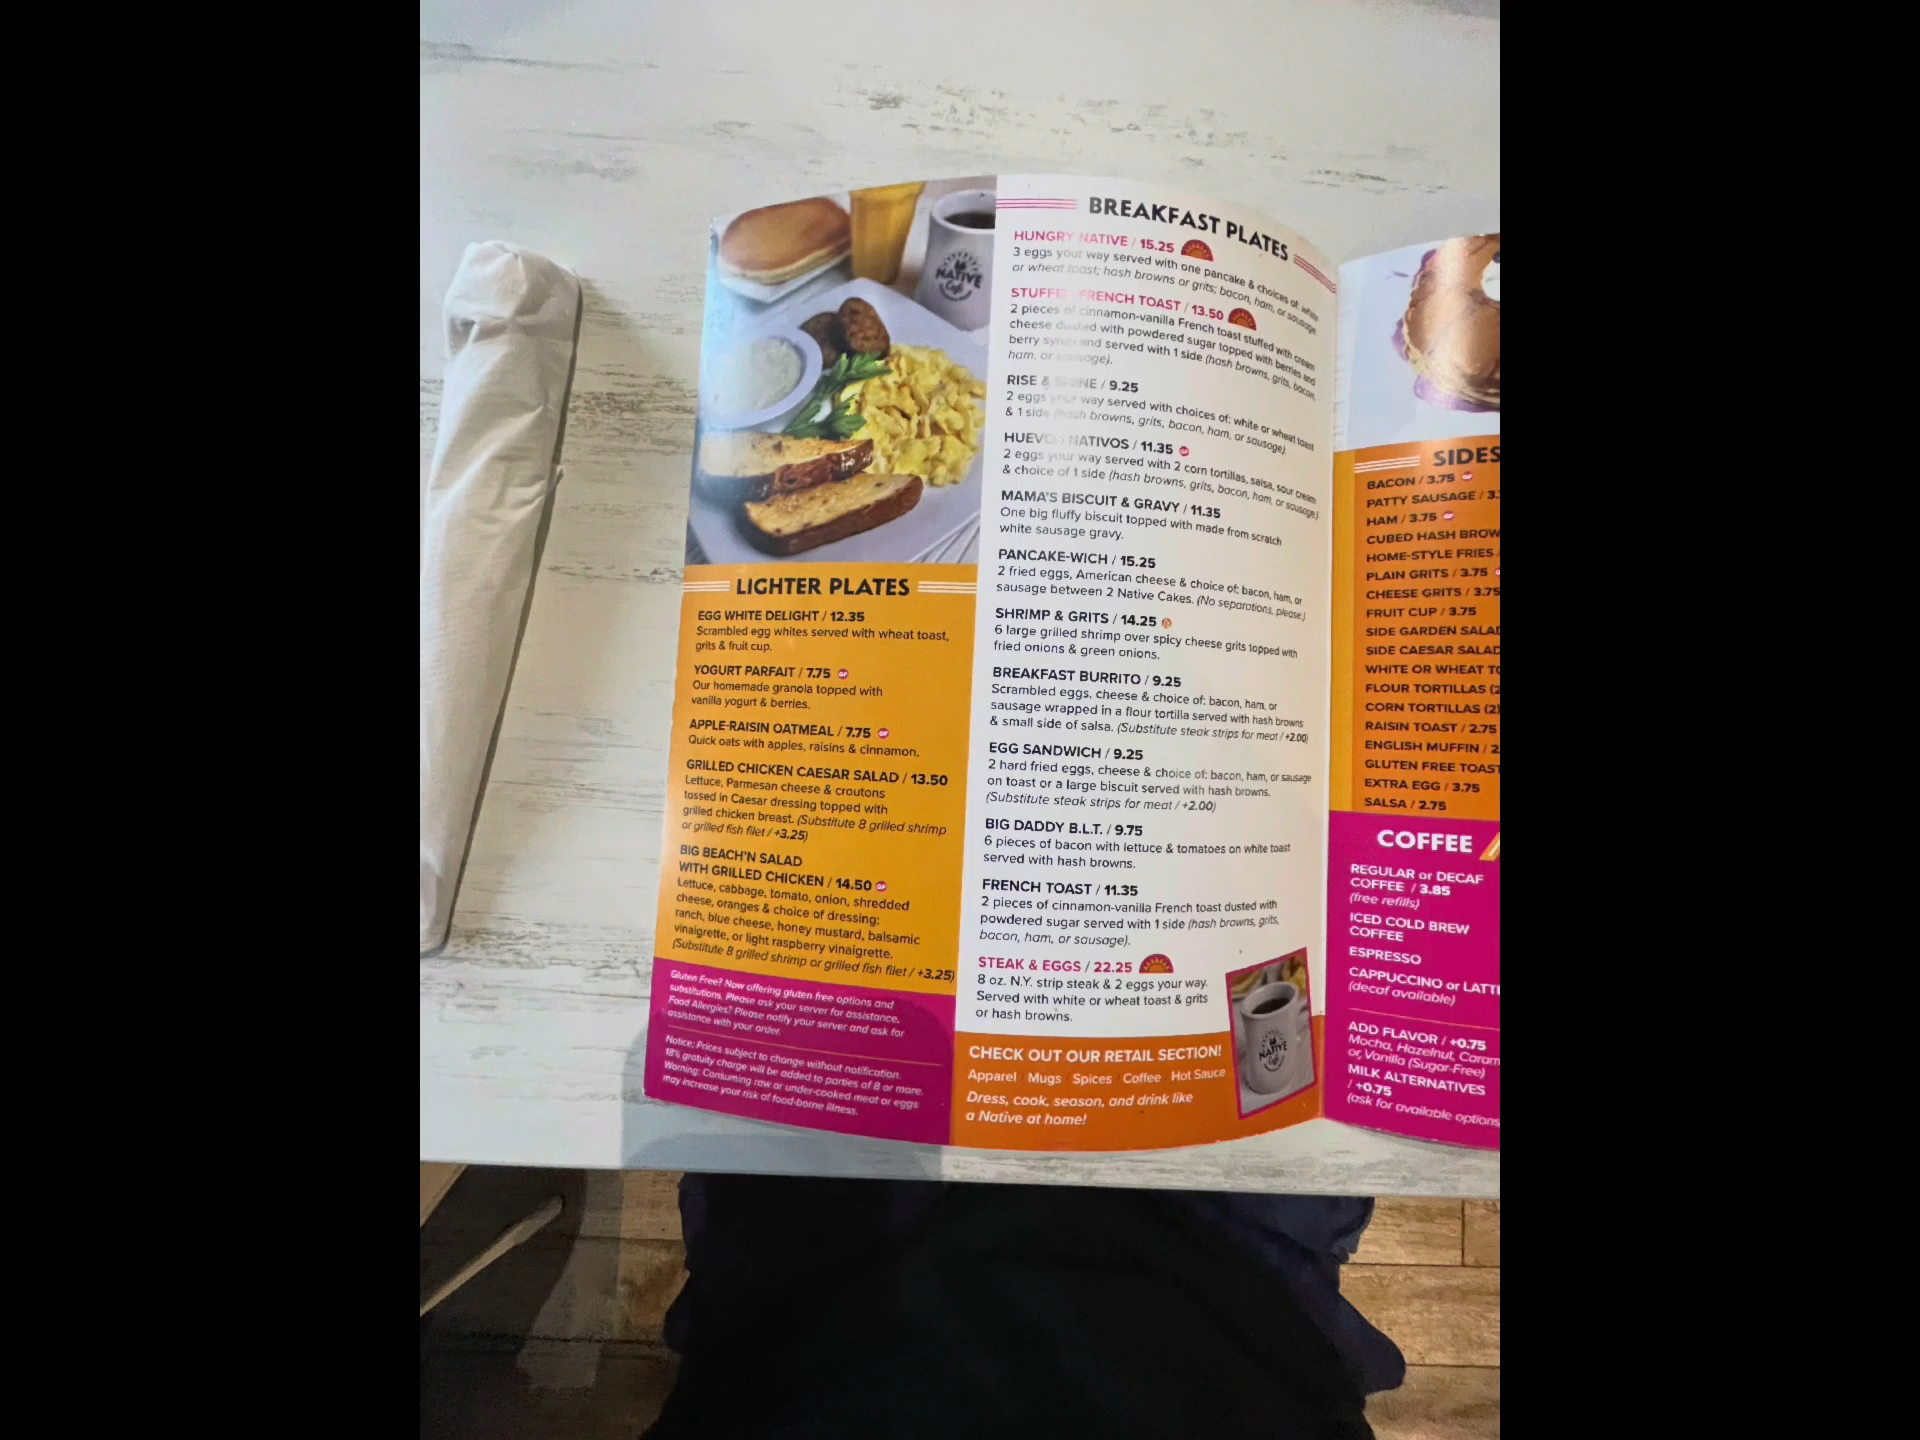 NATIVE
Cafe
LIGHTER PLATES
EGG WHITE DELIGHT / 12.35
Scrambled egg whites served with wheat toast,
grits & fruit cup.
YOGURT PARFAIT / 7.75 GF
Our homemade granola topped with
vanilla yogurt & berries.
APPLE-RAISIN OATMEAL / 7.75 GF
Quick oats with apples, raisins & cinnamon.
GRILLED CHICKEN CAESAR SALAD / 13.50
Lettuce, Parmesan cheese & croutons
tossed in Caesar dressing topped with
grilled chicken breast. (Substitute 8 grilled shrimp
or grilled fish filet / +3.25)
BIG BEACH'N SALAD
WITH GRILLED CHICKEN / 14.50 GF
Lettuce, cabbage, tomato, onion, shredded
cheese, oranges & choice of dressing:
ranch, blue cheese, honey mustard, balsamic
vinaigrette, or light raspberry vinaigrette.
(Substitute 8 grilled shrimp or grilled fish filet / +3.25)
Gluten Free? Now offering gluten free options and
substitutions. Please ask your server for assistance.
Food Allergies? Please notify your server and ask for
assistance with your order.
Notice: Prices subject to change without notification.
18% gratuity charge will be added to parties of 8 or more.
Warning: Consuming raw or under-cooked meat or eggs
may increase your risk of food-borne illness.
BREAKFAST PLATES
HUNGRY NATIVE / 15.25
3 eggs your way served with one pancake & choices of: white
or wheat toast; hash browns or grits; bacon, ham, or sausage
STUFFED FRENCH TOAST / 13.50
2 pieces of cinnamon-vanilla French toast stuffed with cream
cheese dusted with powdered sugar topped with berries and
berry syrup and served with 1 side (hash browns, grits, bacon,
ham, or sausage).
RISE & SHINE / 9.25
2 eggs your way served with choices of: white or wheat toast
& 1 side (hash browns, grits, bacon, ham, or sausage).
HUEVOS NATIVOS / 11.35 GF
2 eggs your way served with 2 corn tortillas, salsa, sour cream
& choice of 1 side (hash browns, grits, bacon, ham, or sausage)
MAMA'S BISCUIT & GRAVY / 11.35
One big fluffy biscuit topped with made from scratch
white sausage gravy.
PANCAKE-WICH / 15.25
2 fried eggs, American cheese & choice of: bacon, ham, or
sausage between 2 Native Cakes. (No separations, please.)
SHRIMP & GRITS / 14.25
6 large grilled shrimp over spicy cheese grits topped with
fried onions & green onions.
BREAKFAST BURRITO / 9.25
Scrambled eggs, cheese & choice of: bacon, ham, or
sausage wrapped in a flour tortilla served with hash browns
& small side of salsa. (Substitute steak strips for meat / +2.00)
EGG SANDWICH / 9.25
2 hard fried eggs, cheese & choice of: bacon, ham, or sausage
on toast or a large biscuit served with hash browns.
(Substitute steak strips for meat / +2.00)
BIG DADDY B.L.T. / 9.75
6 pieces of bacon with lettuce & tomatoes on white toast
served with hash browns.
FRENCH TOAST / 11.35
2 pieces of cinnamon-vanilla French toast dusted with
powdered sugar served with 1 side (hash browns, grits,
bacon, ham, or sausage).
STEAK & EGGS / 22.25
8 oz. N.Y. strip steak & 2 eggs your way.
Served with white or wheat toast & grits
or hash browns.
CHECK OUT OUR RETAIL SECTION!
Apparel Mugs Spices Coffee Hot Sauce
Dress, cook, season, and drink like
a Native at home!
NATIVE
Cafe
SIDES
BACON / 3.75
PATTY SAUSAGE / 3.
HAM / 3.75
CUBED HASH BROW
HOME-STYLE FRIES
PLAIN GRITS / 3.75
CHEESE GRITS / 3.75
FRUIT CUP / 3.75
SIDE GARDEN SALAD
SIDE CAESAR SALAD
WHITE OR WHEAT TO
FLOUR TORTILLAS (2
CORN TORTILLAS (2)
RAISIN TOAST / 2.75
ENGLISH MUFFIN / 2
GLUTEN FREE TOAST
EXTRA EGG / 3.75
SALSA / 2.75
COFFEE
REGULAR or DECAF
COFFEE / 3.85
(free refills)
ICED COLD BREW
COFFEE
ESPRESSO
CAPPUCCINO or LATT
(decaf available)
ADD FLAVOR / +0.75
Mocha, Hazelnut, Caram
or, Vanilla (Sugar-Free)
MILK ALTERNATIVES
/ +0.75
(ask for available options